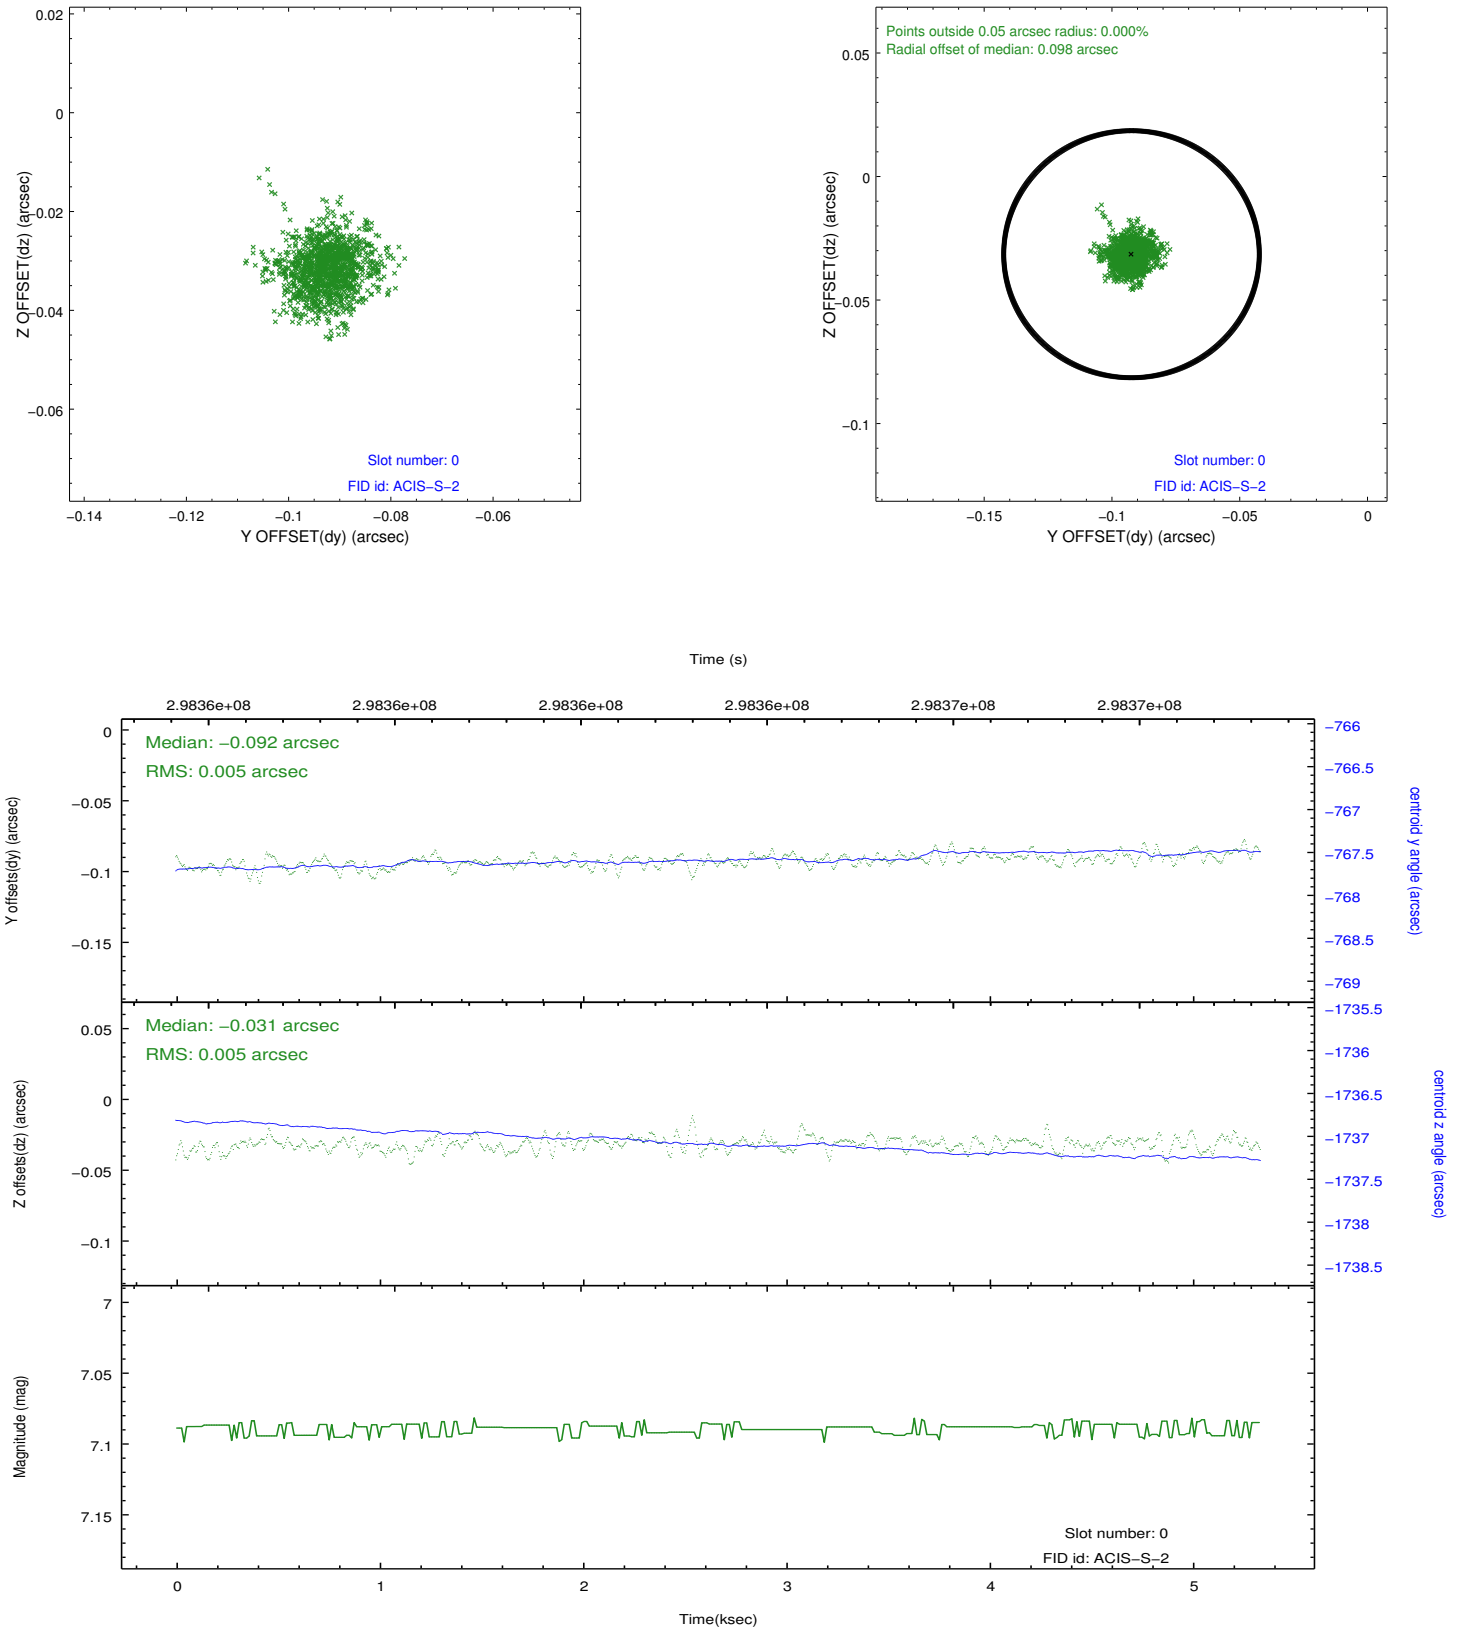 0.02
0
−0.02
−0.04
−0.06
Z OFFSET(dz) (arcsec)
Slot number: 0
FID id: ACIS−S−2
−0.14
−0.12
−0.1
−0.08
−0.06
Y OFFSET(dy) (arcsec)
Points outside 0.05 arcsec radius: 0.000%
Radial offset of median: 0.098 arcsec
0.05
0
−0.05
−0.1
Z OFFSET(dz) (arcsec)
Slot number: 0
FID id: ACIS−S−2
−0.15
−0.1
−0.05
0
Y OFFSET(dy) (arcsec)
Time (s)
2.9836e+08
2.9836e+08
2.9836e+08
2.9836e+08
2.9837e+08
2.9837e+08
Median: −0.092 arcsec
RMS: 0.005 arcsec
0
−0.05
−0.1
−0.15
Y offsets(dy) (arcsec)
−766
−766.5
−767
−767.5
−768
−768.5
−769
centroid y angle (arcsec)
Median: −0.031 arcsec
RMS: 0.005 arcsec
0.05
0
−0.05
−0.1
Z offsets(dz) (arcsec)
−1735.5
−1736
−1736.5
−1737
−1737.5
−1738
−1738.5
centroid z angle (arcsec)
7
7.05
7.1
7.15
Magnitude (mag)
Slot number: 0
FID id: ACIS−S−2
0
1
2
3
4
5
Time(ksec)